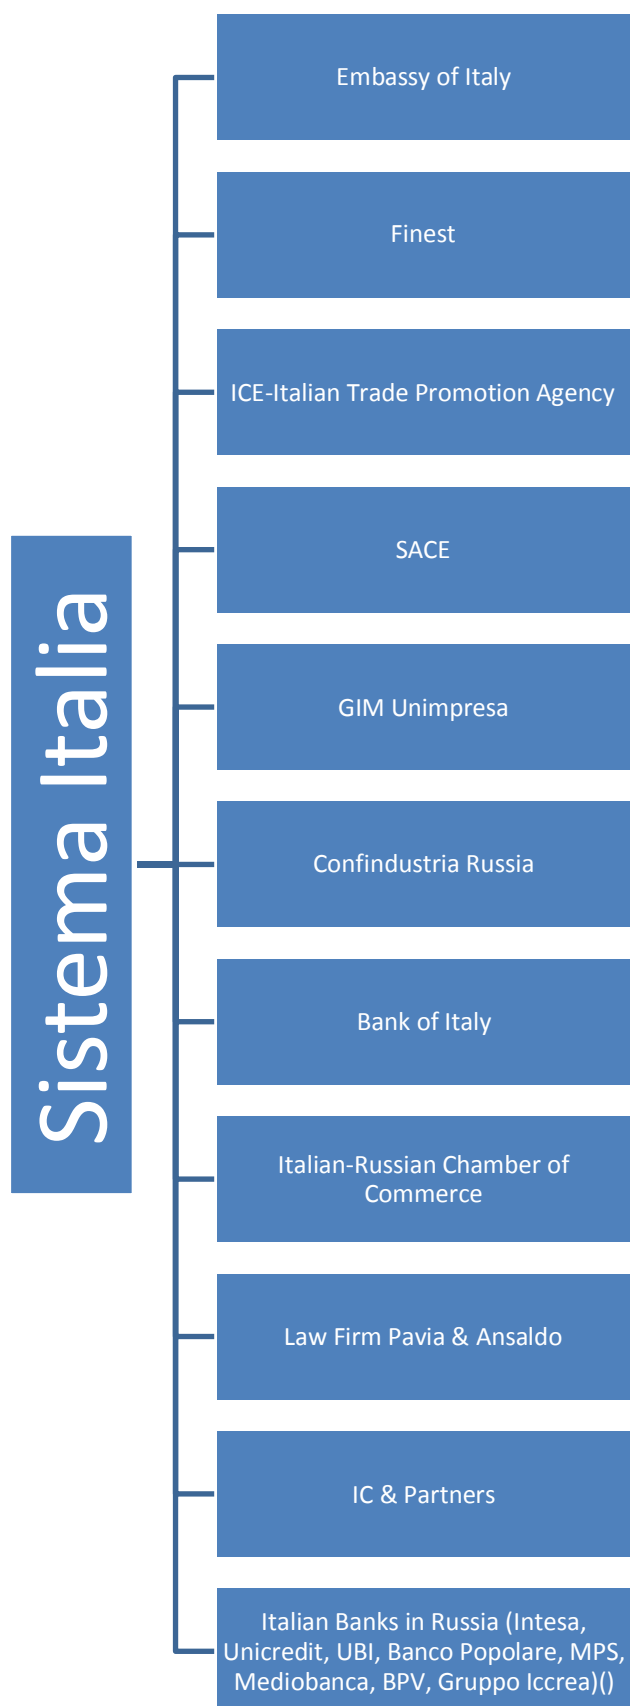 Sistema Italia
Embassy of Italy
Finest
ICE-Italian Trade Promotion Agency
SACE
GIM Unimpresa
Confindustria Russia
Bank of Italy
Italian-Russian Chamber of
Commerce
Law Firm Pavia & Ansaldo
IC & Partners
Italian Banks in Russia (Intesa,
Unicredit, UBI, Banco Popolare, MPS,
Mediobanca, BPV, Gruppo Iccrea)()